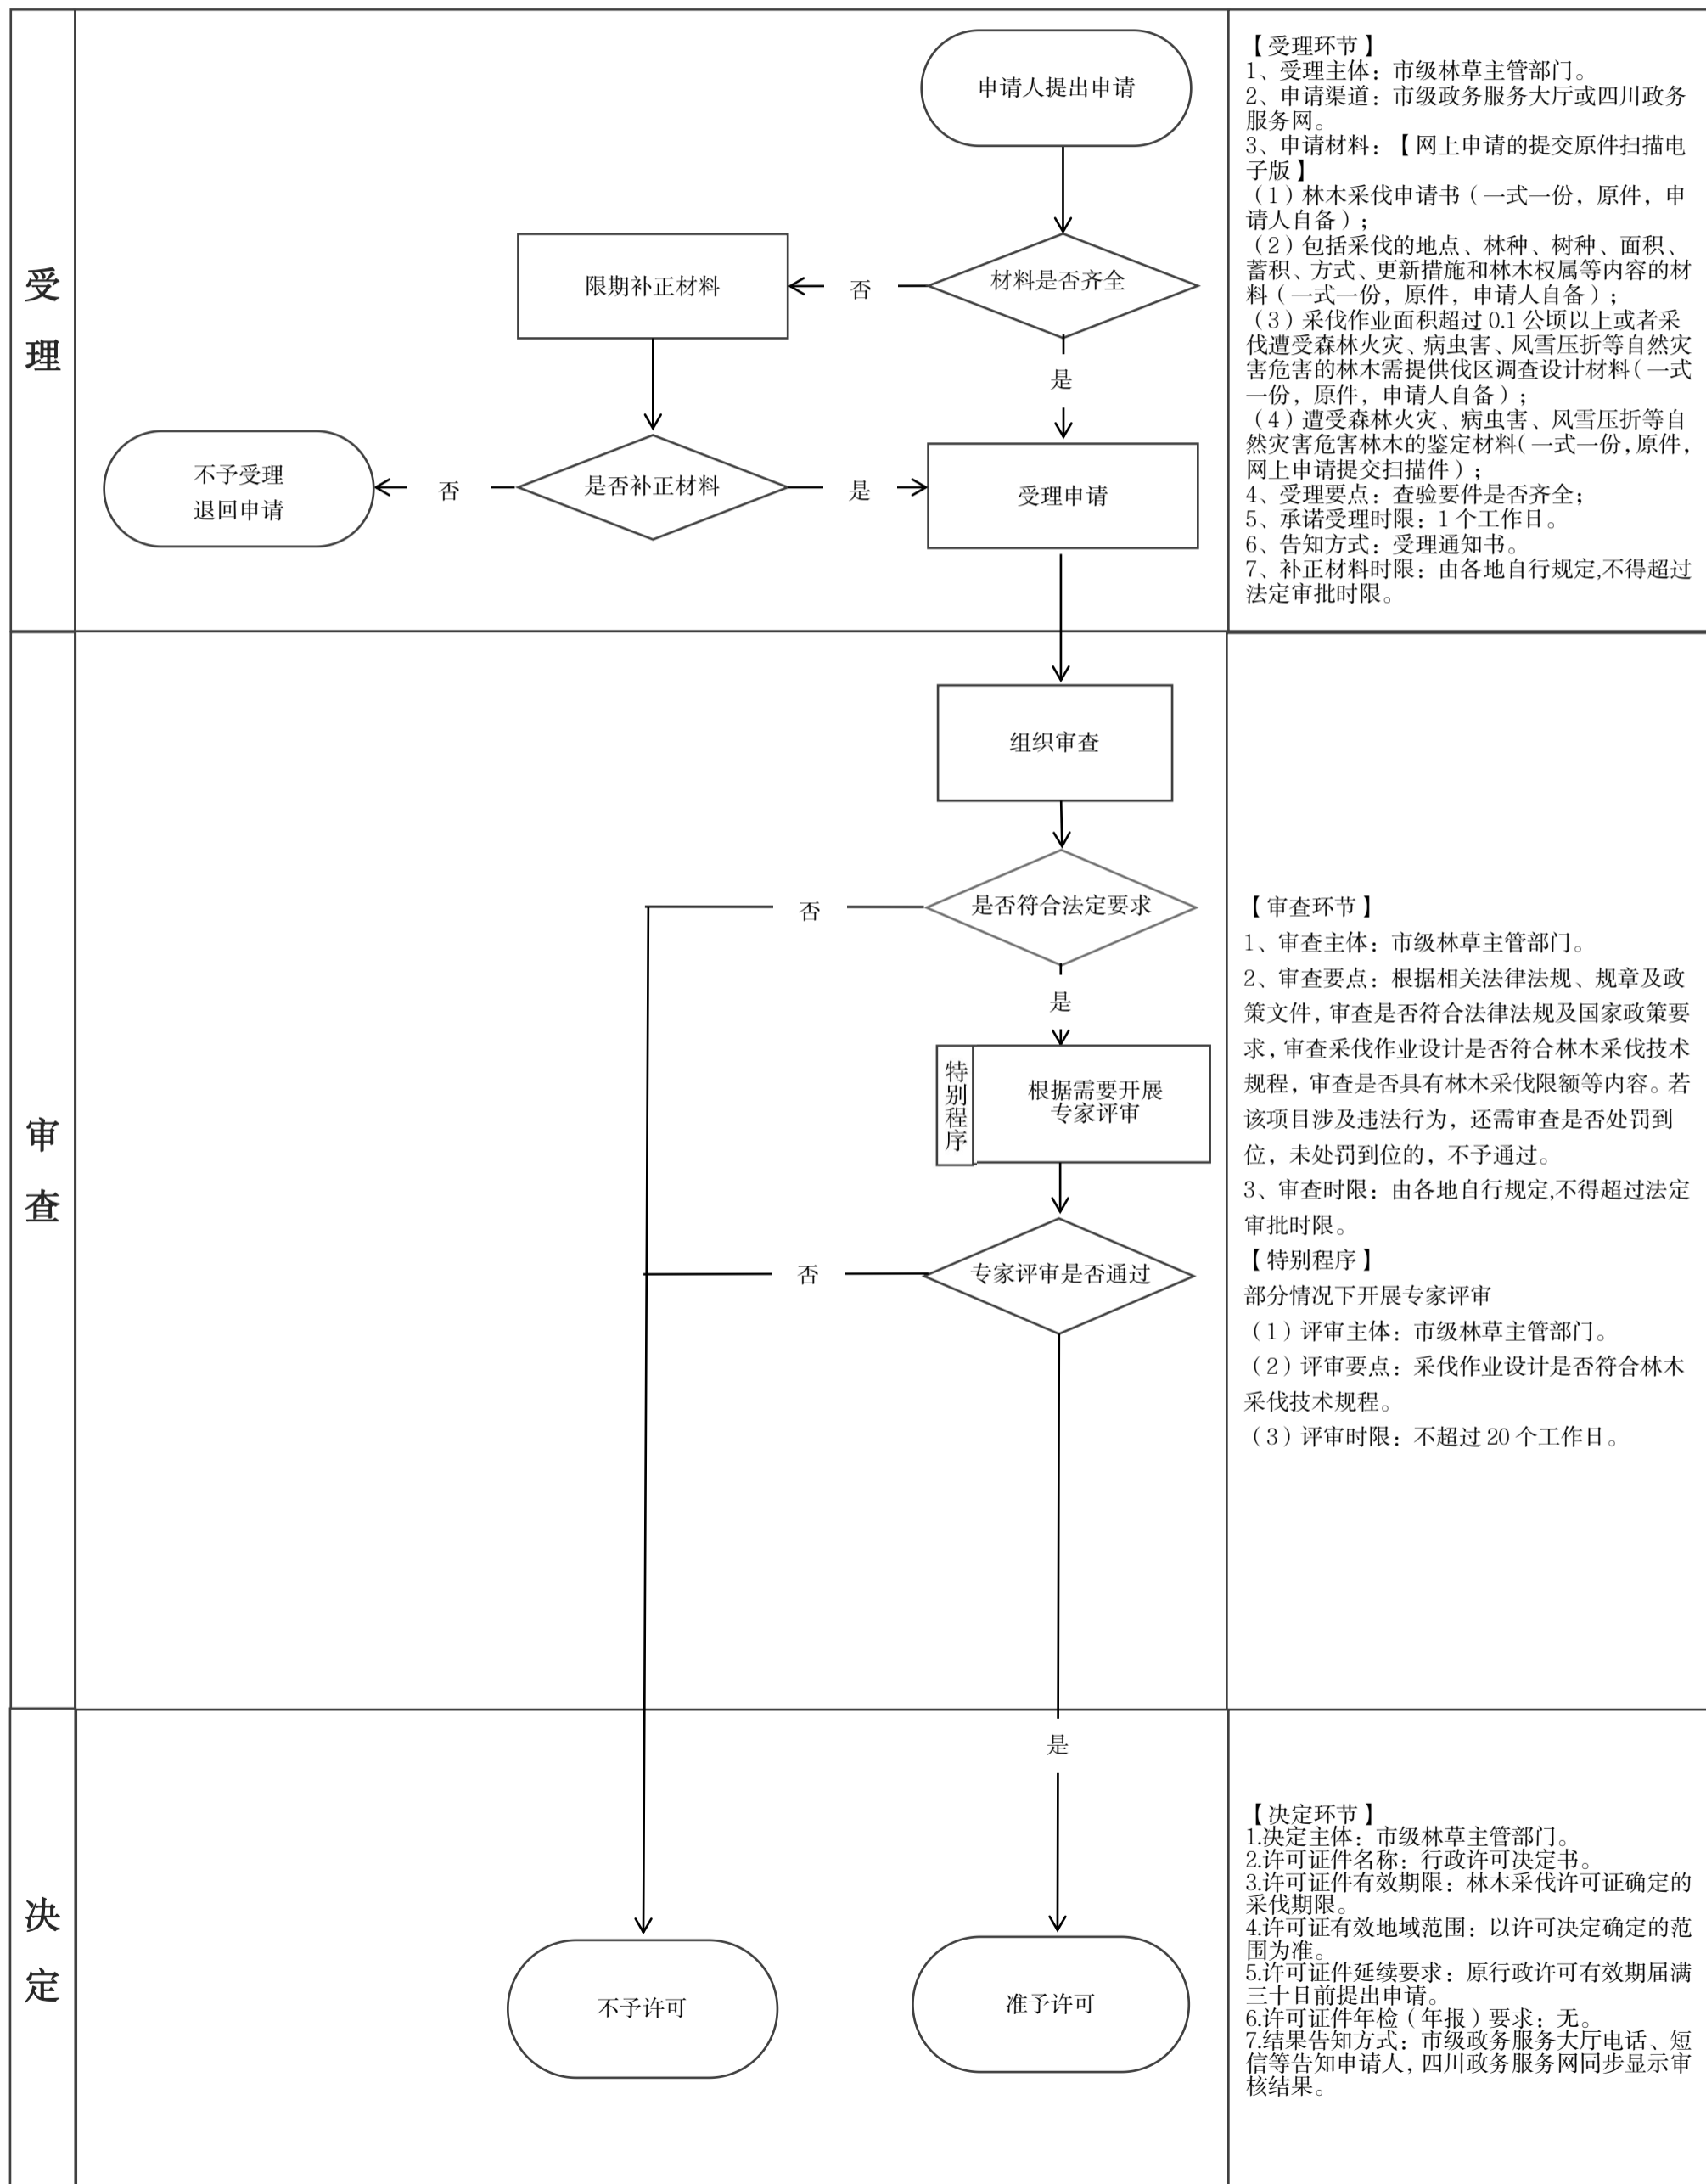 受
理
申请人提出申请
材料是否齐全
否
限期补正材料
是
是否补正材料
否
不予受理
退回申请
是
受理申请
【受理环节】
1、受理主体：市级林草主管部门。
2、申请渠道：市级政务服务大厅或四川政务
服务网。
3、申请材料：【网上申请的提交原件扫描电
子版】
（1）林木采伐申请书（一式一份，原件，申
请人自备）；
（2）包括采伐的地点、林种、树种、面积、
蓄积、方式、更新措施和林木权属等内容的材
料（一式一份，原件，申请人自备）；
（3）采伐作业面积超过 0.1 公顷以上或者采
伐遭受森林火灾、病虫害、风雪压折等自然灾
害危害的林木需提供伐区调查设计材料（一式
一份，原件，申请人自备）；
（4）遭受森林火灾、病虫害、风雪压折等自
然灾害危害林木的鉴定材料（一式一份，原件，
网上申请提交扫描件）；
4、受理要点：查验要件是否齐全；
5、承诺受理时限：1 个工作日。
6、告知方式：受理通知书。
7、补正材料时限：由各地自行规定,不得超过
法定审批时限。
审
查
组织审查
是否符合法定要求
否
是
特别程序
根据需要开展
专家评审
专家评审是否通过
否
【审查环节】
1、审查主体：市级林草主管部门。
2、审查要点：根据相关法律法规、规章及政
策文件，审查是否符合法律法规及国家政策要
求，审查采伐作业设计是否符合林木采伐技术
规程，审查是否具有林木采伐限额等内容。若
该项目涉及违法行为，还需审查是否处罚到
位，未处罚到位的，不予通过。
3、审查时限：由各地自行规定,不得超过法定
审批时限。
【特别程序】
部分情况下开展专家评审
（1）评审主体：市级林草主管部门。
（2）评审要点：采伐作业设计是否符合林木
采伐技术规程。
（3）评审时限：不超过 20 个工作日。
决
定
是
不予许可
准予许可
【决定环节】
1.决定主体：市级林草主管部门。
2.许可证件名称：行政许可决定书。
3.许可证件有效期限：林木采伐许可证确定的
采伐期限。
4.许可证有效地域范围：以许可决定确定的范
围为准。
5.许可证件延续要求：原行政许可有效期届满
三十日前提出申请。
6.许可证件年检（年报）要求：无。
7.结果告知方式：市级政务服务大厅电话、短
信等告知申请人，四川政务服务网同步显示审
核结果。